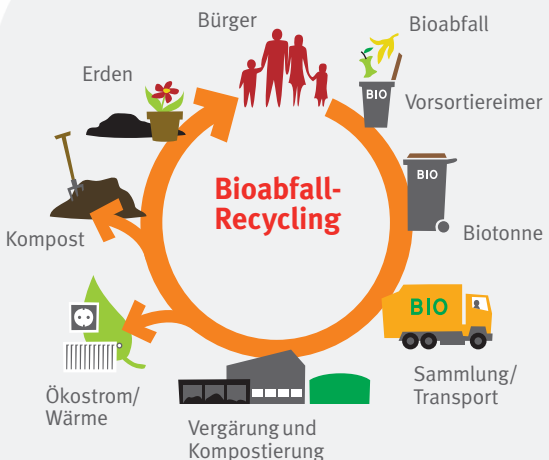 Bürger
Bioabfall
BIO
Vorsortiereimer
BIO
Biotonne
BIO
Sammlung/
Transport
Vergärung und
Kompostierung
Ökostrom/
Wärme
Kompost
Erden
Bioabfall-
Recycling